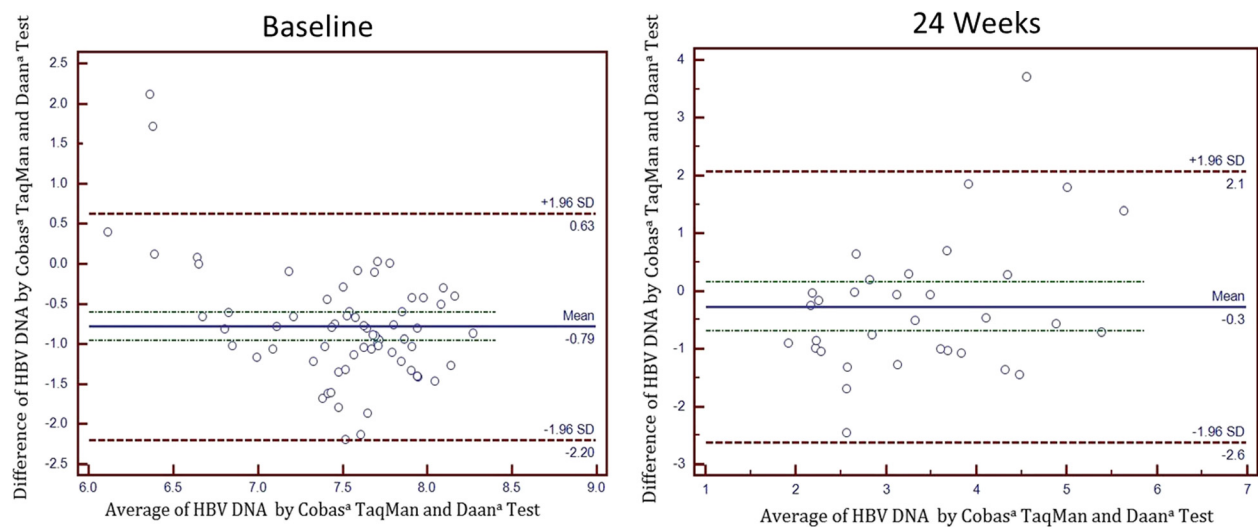 Baseline
Difference of HBV DNA by Cobasᵃ TaqMan and Daanᵃ Test
2.5
2.0
1.5
1.0
0.5
0.0
-0.5
-1.0
-1.5
-2.0
-2.5
+1.96 SD
0.63
Mean
-0.79
-1.96 SD
-2.20
6.0 6.5 7.0 7.5 8.0 8.5 9.0
Average of HBV DNA by Cobasᵃ TaqMan and Daanᵃ Test
24 Weeks
Difference of HBV DNA by Cobasᵃ TaqMan and Daanᵃ Test
4
3
2
1
0
-1
-2
-3
+1.96 SD
2.1
Mean
-0.3
-1.96 SD
-2.6
1 2 3 4 5 6 7
Average of HBV DNA by Cobasᵃ TaqMan and Daanᵃ Test